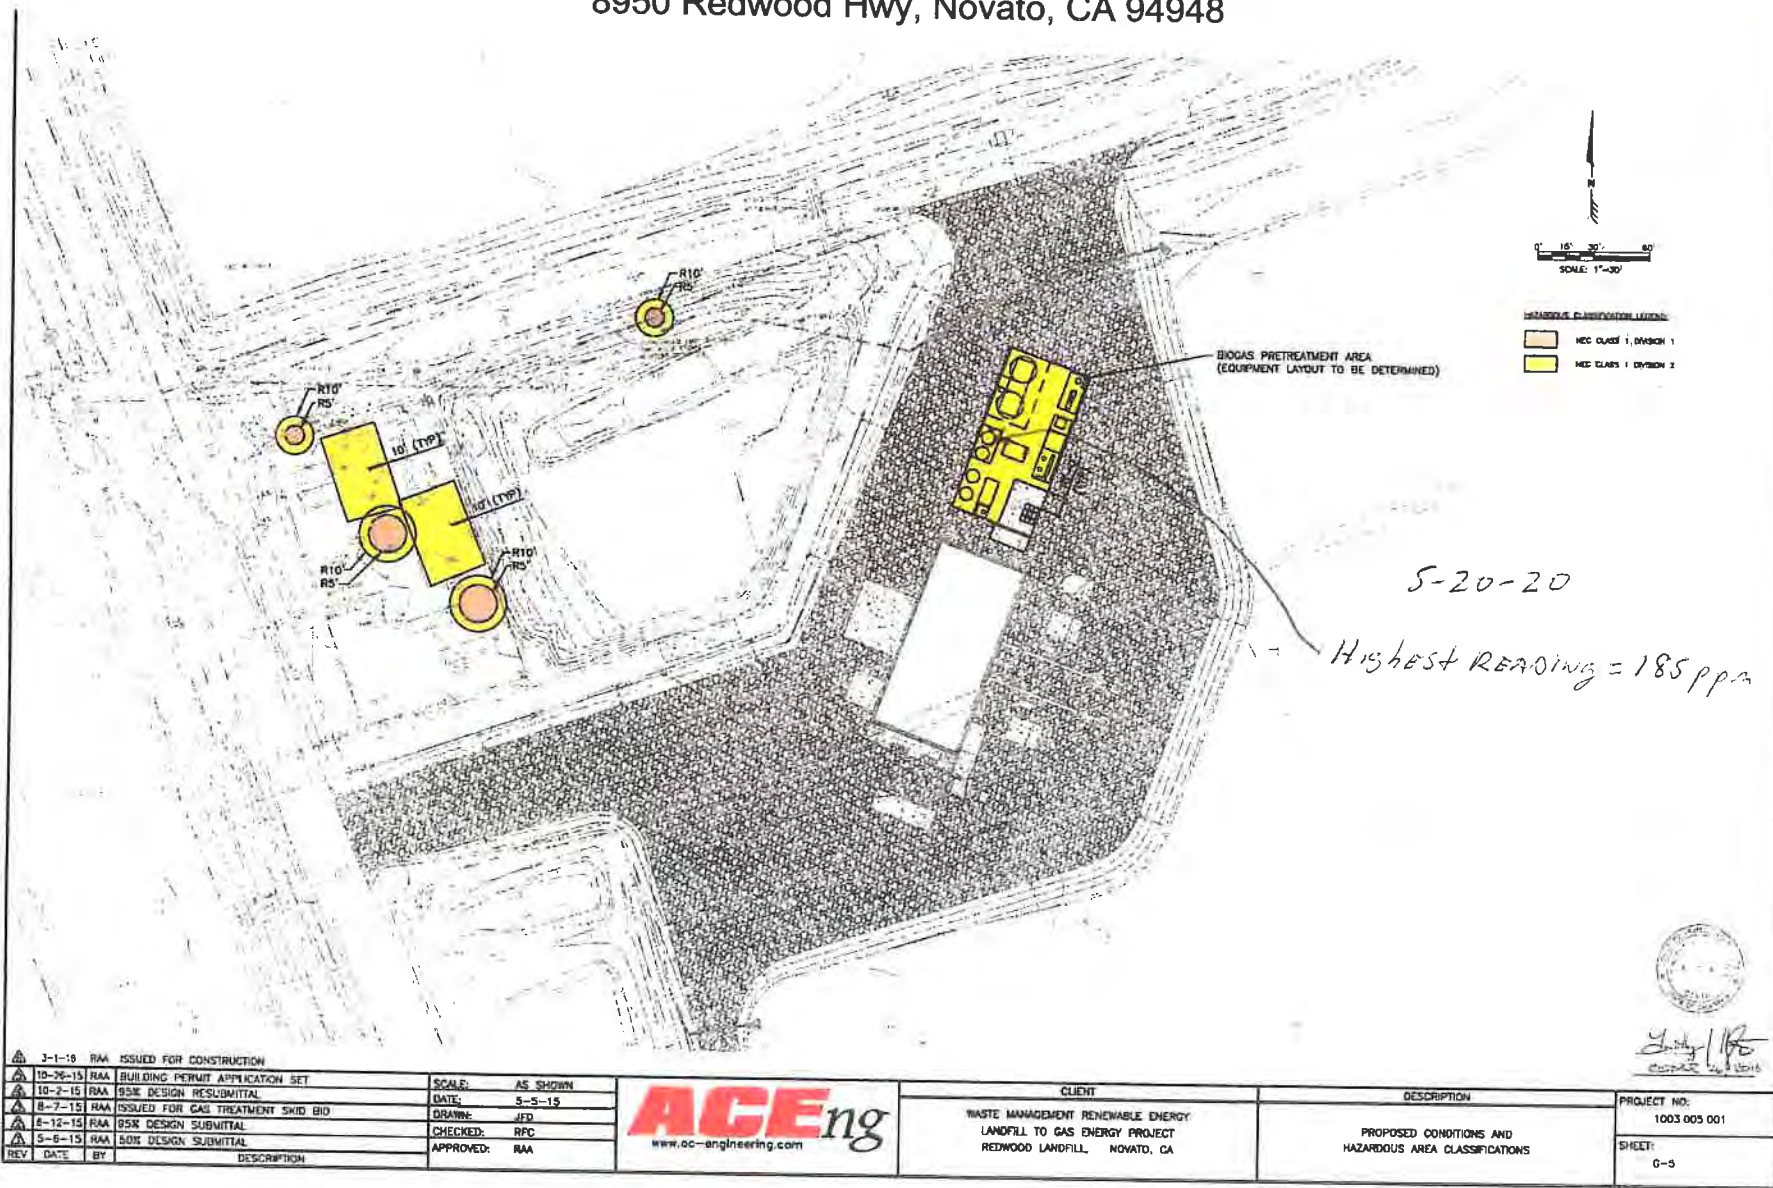 8950 Redwood Hwy, Novato, CA 94948
N
0' 15' 30' 60'
SCALE: 1"=30'
HAZARDOUS CLASSIFICATION LEGEND:
NEC CLASS 1, DIVISION 1
NEC CLASS 1 DIVISION 2
R10'
R5'
BIOGAS PRETREATMENT AREA
(EQUIPMENT LAYOUT TO BE DETERMINED)
R10'
R5'
10' (TYP)
10' (TYP)
R10'
R5'
R10'
R5'
5-20-20
Highest READING = 185 ppm
3-1-16 RAA ISSUED FOR CONSTRUCTION
10-26-15 RAA BUILDING PERMIT APPLICATION SET
10-2-15 RAA 95% DESIGN RESUBMITTAL
8-7-15 RAA ISSUED FOR GAS TREATMENT SKID BID
6-12-15 RAA 95% DESIGN SUBMITTAL
5-6-15 RAA 50% DESIGN SUBMITTAL
REV DATE BY DESCRIPTION
SCALE: AS SHOWN
DATE: 5-5-15
DRAWN: JFD
CHECKED: RFC
APPROVED: RAA
ACEng
www.ac-engineering.com
CLIENT
WASTE MANAGEMENT RENEWABLE ENERGY
LANDFILL TO GAS ENERGY PROJECT
REDWOOD LANDFILL, NOVATO, CA
DESCRIPTION
PROPOSED CONDITIONS AND
HAZARDOUS AREA CLASSIFICATIONS
PROJECT NO:
1003.005.001
SHEET:
G-5